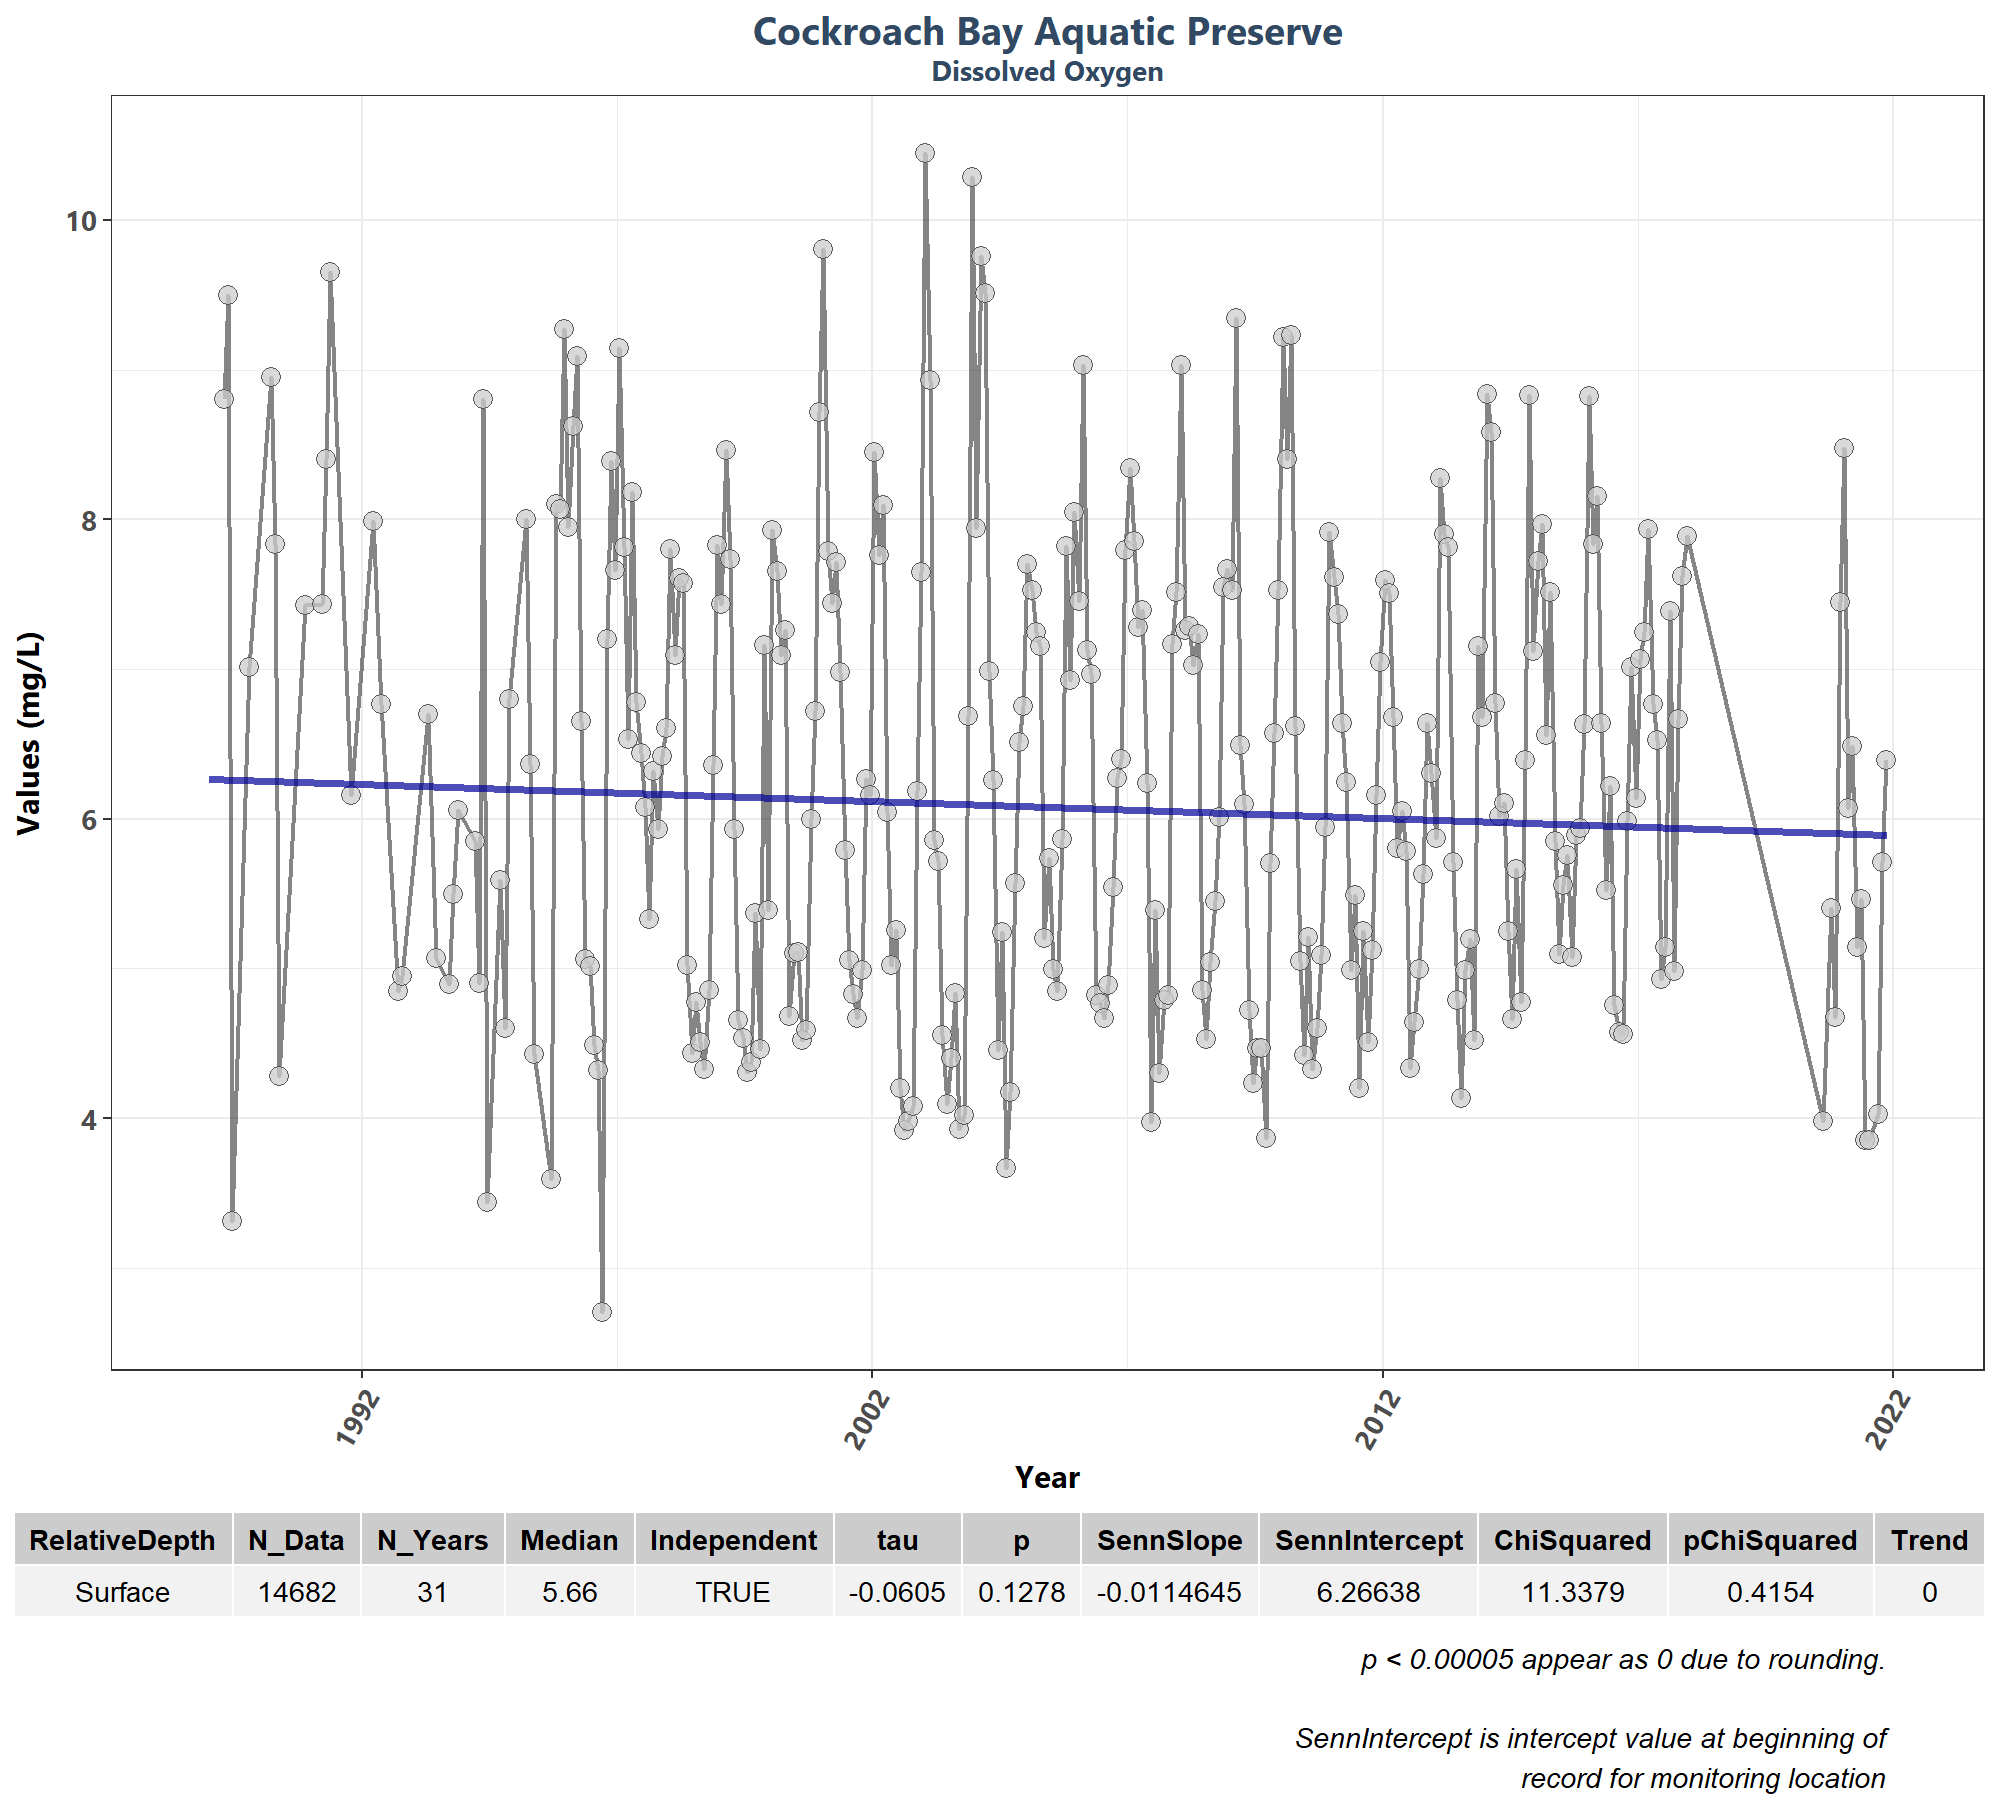 Cockroach Bay Aquatic Preserve
Dissolved Oxygen
Values (mg/L)
10
8
6
4
1992
2002
2012
2022
Year
RelativeDepth N_Data N_Years Median Independent tau p SennSlope SennIntercept ChiSquared pChiSquared Trend
Surface 14682 31 5.66 TRUE -0.0605 0.1278 -0.0114645 6.26638 11.3379 0.4154 0
p < 0.00005 appear as 0 due to rounding.
SennIntercept is intercept value at beginning of
record for monitoring location